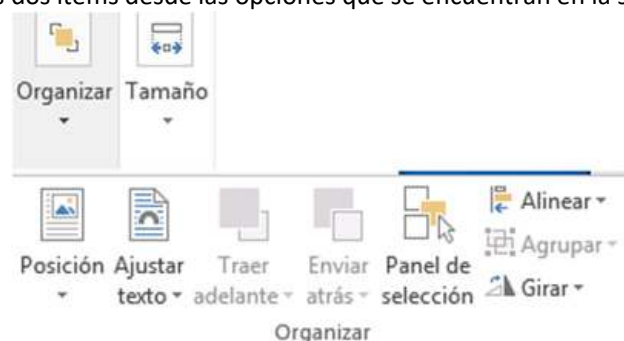 s dos ítems desde las opciones que se encuentran en la s
Organizar Tamaño
Posición Ajustar texto Traer adelante Enviar atrás Panel de selección
Alinear
Agrupar
Girar
Organizar